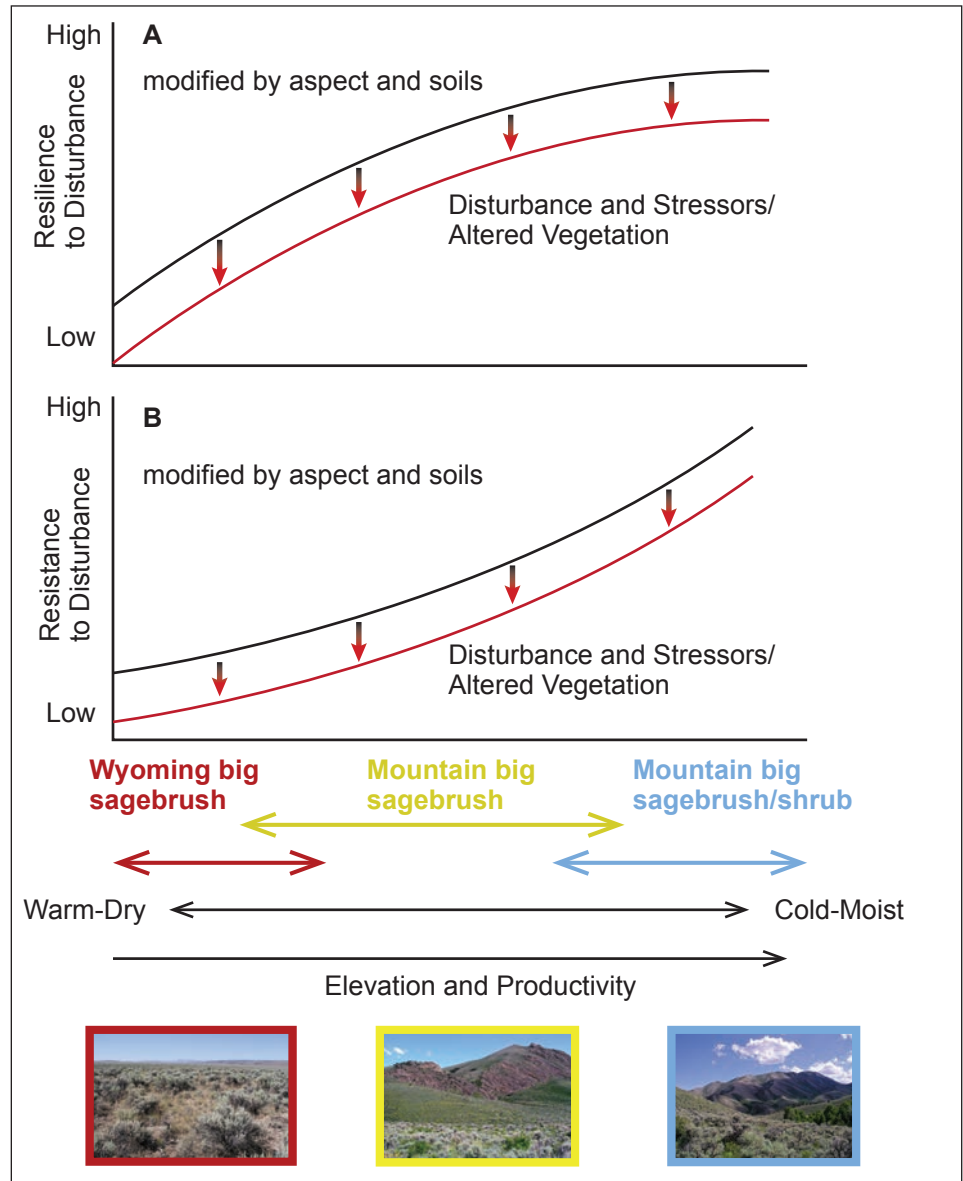 High
A
modified by aspect and soils
Resilience
to Disturbance
Disturbance and Stressors/
Altered Vegetation
Low
High
B
modified by aspect and soils
Resistance
to Disturbance
Disturbance and Stressors/
Altered Vegetation
Low
Wyoming big
sagebrush
Mountain big
sagebrush
Mountain big
sagebrush/shrub
Warm-Dry
Cold-Moist
Elevation and Productivity